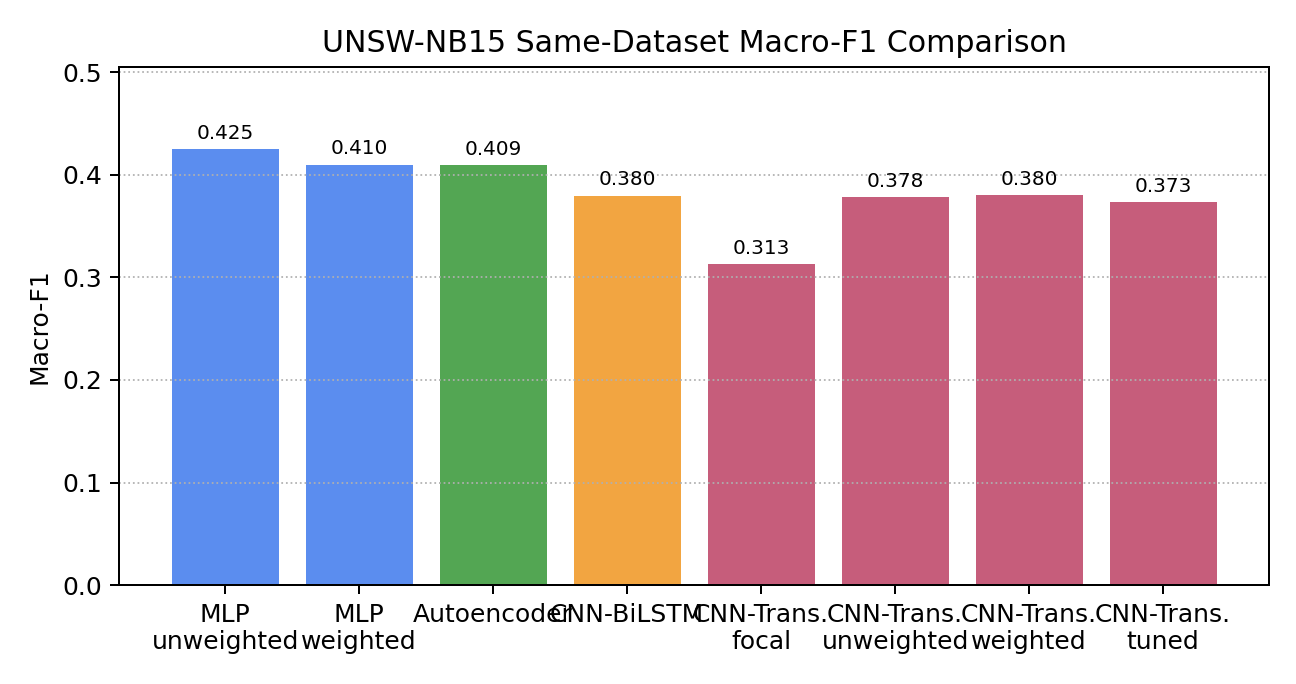 UNSW-NB15 Same-Dataset Macro-F1 Comparison
Macro-F1
0.5
0.4
0.3
0.2
0.1
0.0
0.425
0.410
0.409
0.380
0.313
0.378
0.380
0.373
MLP
unweighted
MLP
weighted
Autoencoder
CNN-BiLSTM
CNN-Trans.
focal
CNN-Trans.
unweighted
CNN-Trans.
weighted
CNN-Trans.
tuned